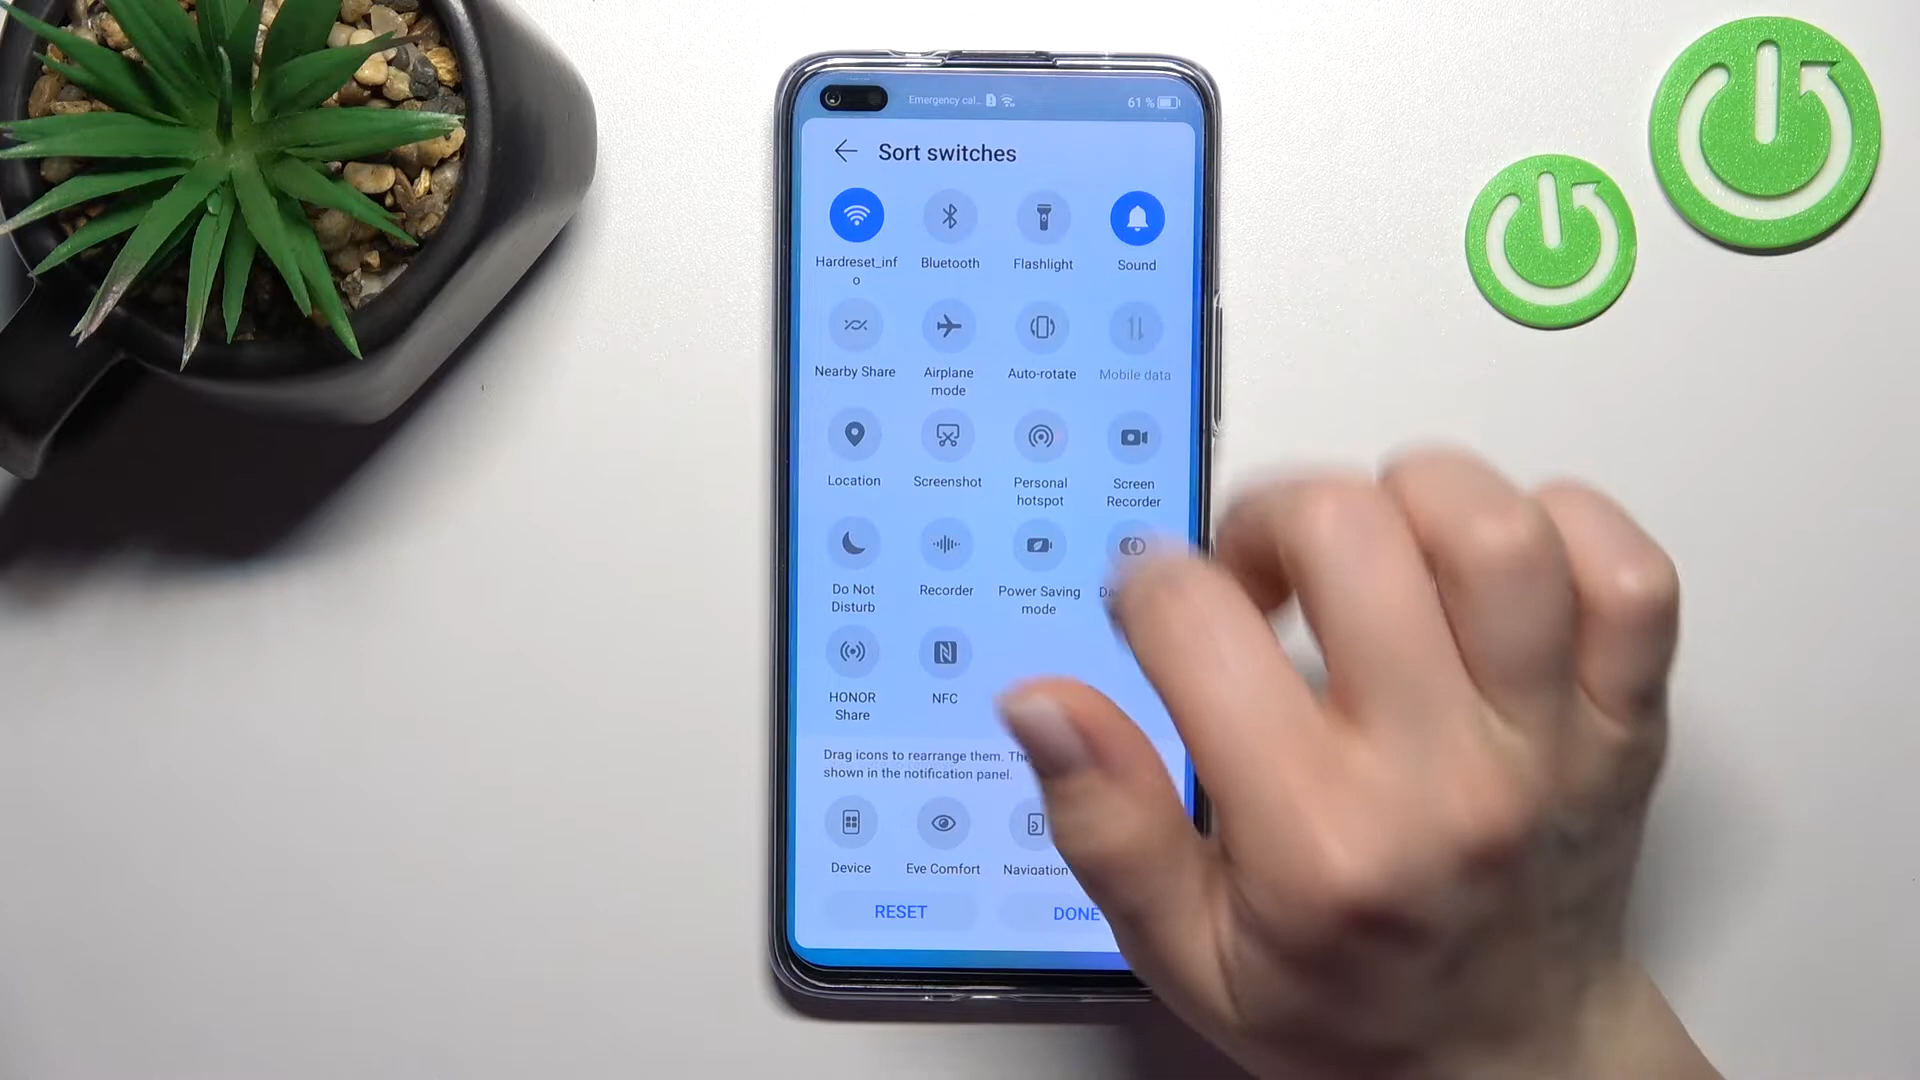 Emergency cal...
61 %
Sort switches
Hardreset_inf
o
Bluetooth
Flashlight
Sound
Nearby Share
Airplane
mode
Auto-rotate
Mobile data
Location
Screenshot
Personal
hotspot
Screen
Recorder
Do Not
Disturb
Recorder
Power Saving
mode
HONOR
Share
NFC
Drag icons to rearrange them.
shown in the notification panel.
Device
Eye Comfort
Navigation
RESET
DONE